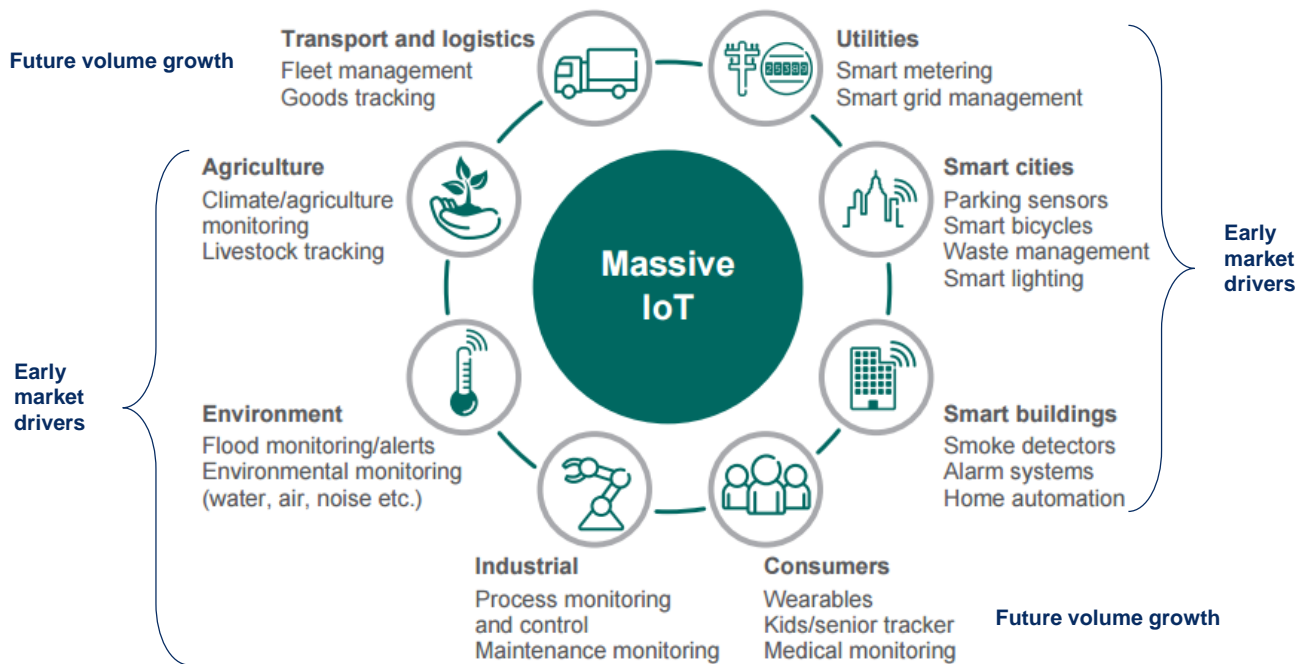 Future volume growth
Transport and logistics
Fleet management
Goods tracking
Utilities
Smart metering
Smart grid management
Agriculture
Climate/agriculture
monitoring
Livestock tracking
Smart cities
Parking sensors
Smart bicycles
Waste management
Smart lighting
Early
market
drivers
Massive
IoT
Early
market
drivers
Environment
Flood monitoring/alerts
Environmental monitoring
(water, air, noise etc.)
Smart buildings
Smoke detectors
Alarm systems
Home automation
Industrial
Process monitoring
and control
Maintenance monitoring
Consumers
Wearables
Kids/senior tracker
Medical monitoring
Future volume growth